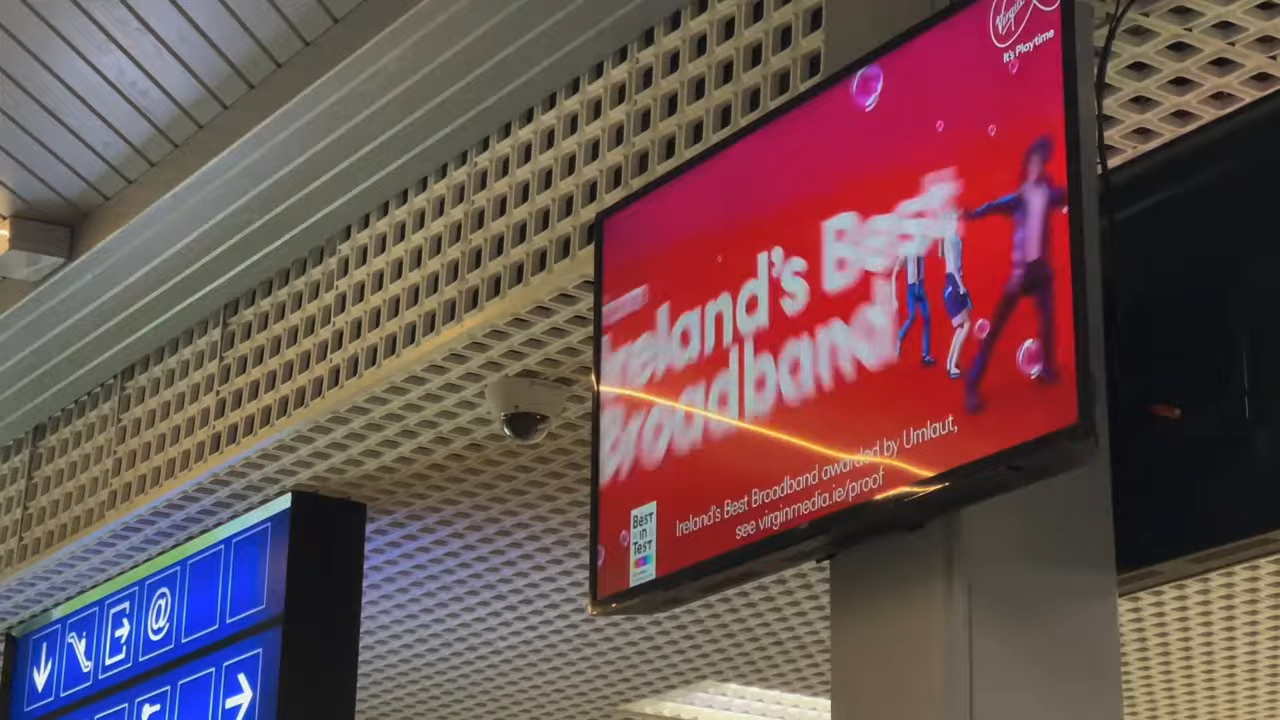 Virgin
It's Playtime
Ireland's Best
Broadband
Ireland's Best Broadband awarded by Umlaut,
see virginmedia.ie/proof
Best
in
Test
@